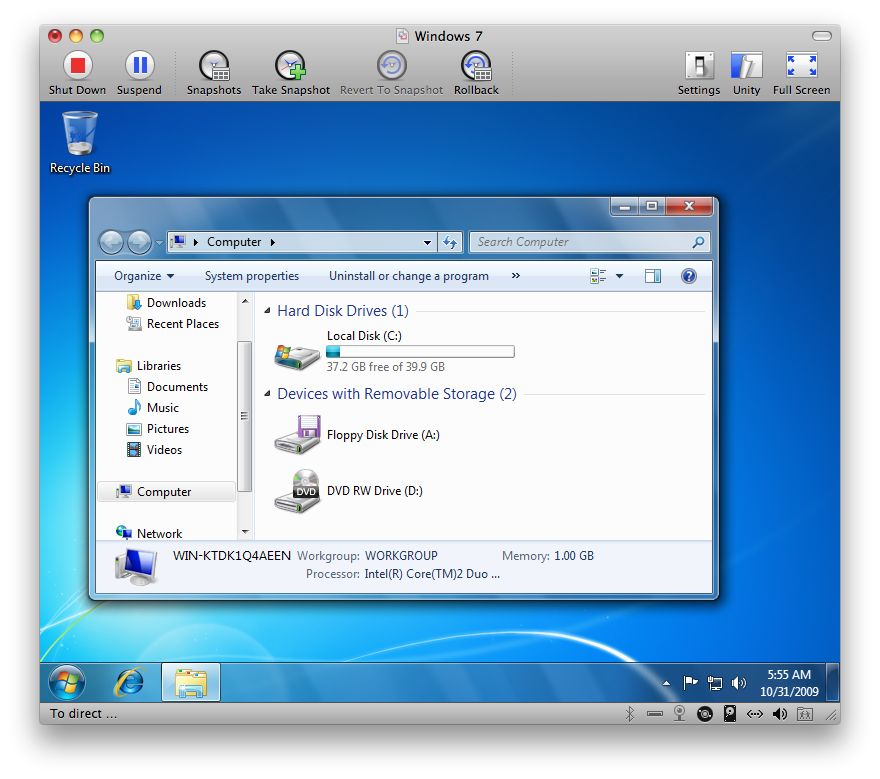 Windows 7
Shut Down Suspend Snapshots Take Snapshot Revert To Snapshot Rollback Settings Unity Full Screen
Recycle Bin
Computer
Search Computer
Organize System properties Uninstall or change a program »
Downloads
Recent Places
Libraries
Documents
Music
Pictures
Videos
Computer
Network
Hard Disk Drives (1)
Local Disk (C:)
37.2 GB free of 39.9 GB
Devices with Removable Storage (2)
Floppy Disk Drive (A:)
DVD
DVD RW Drive (D:)
WIN-KTDK1Q4AEEN Workgroup: WORKGROUP Memory: 1.00 GB
Processor: Intel(R) Core(TM)2 Duo ...
5:55 AM
10/31/2009
To direct ...